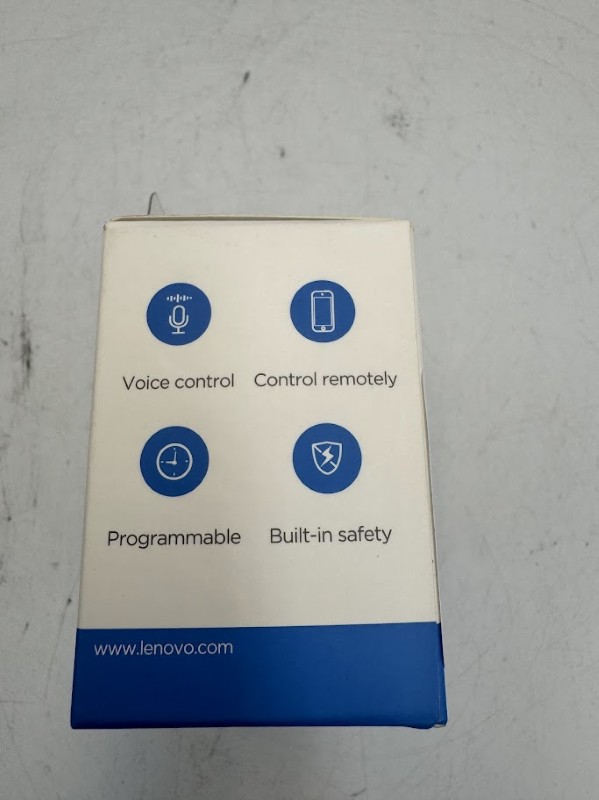 Voice control
Control remotely
Programmable
Built-in safety
www.lenovo.com